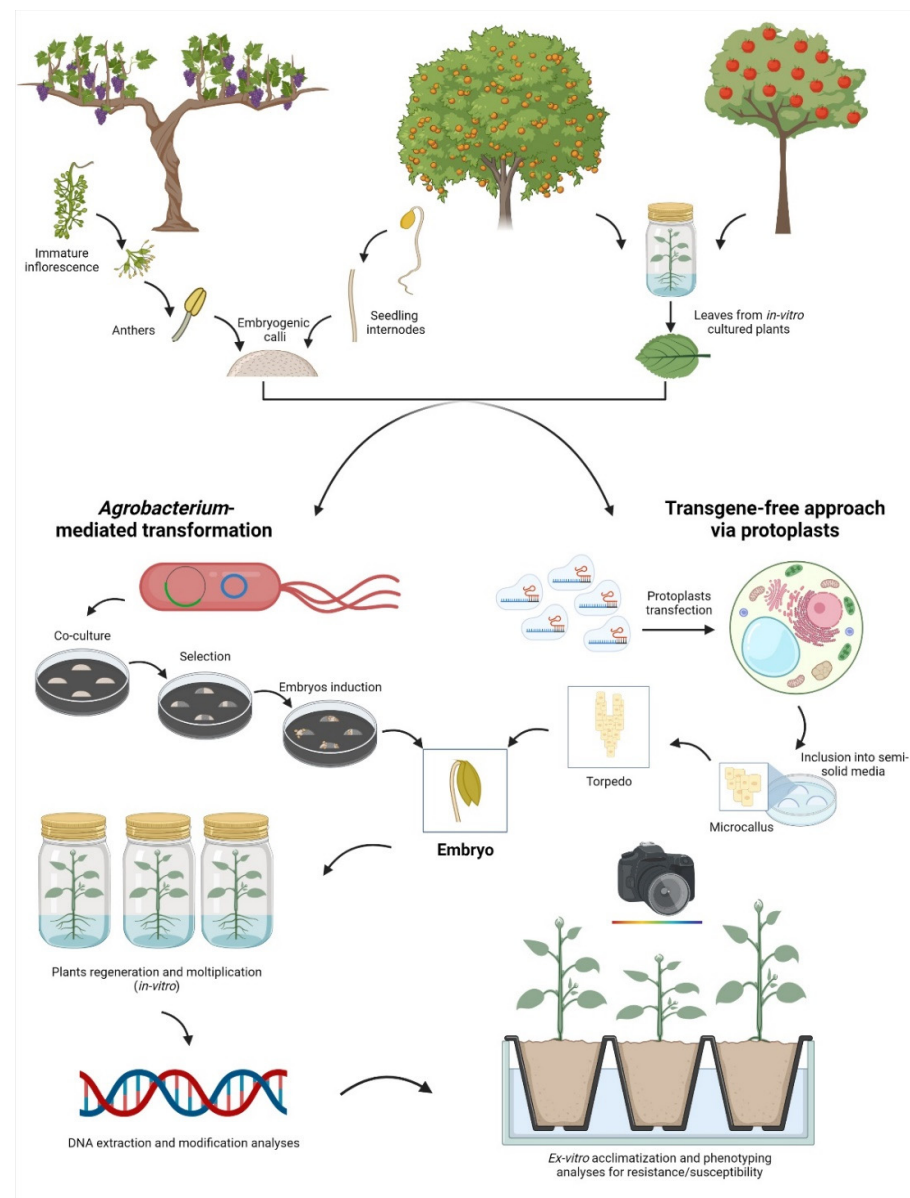 Immature
inflorescence
Anthers
Embryogenic
calli
Seedling
internodes
Leaves from in-vitro
cultured plants
Agrobacterium-
mediated transformation
Transgene-free approach
via protoplasts
Co-culture
Selection
Embryos induction
Protoplasts
transfection
Inclusion into semi-
solid media
Torpedo
Microcallus
Embryo
Plants regeneration and moltiplication
(in-vitro)
DNA extraction and modification analyses
Ex-vitro acclimatization and phenotyping
analyses for resistance/susceptibility